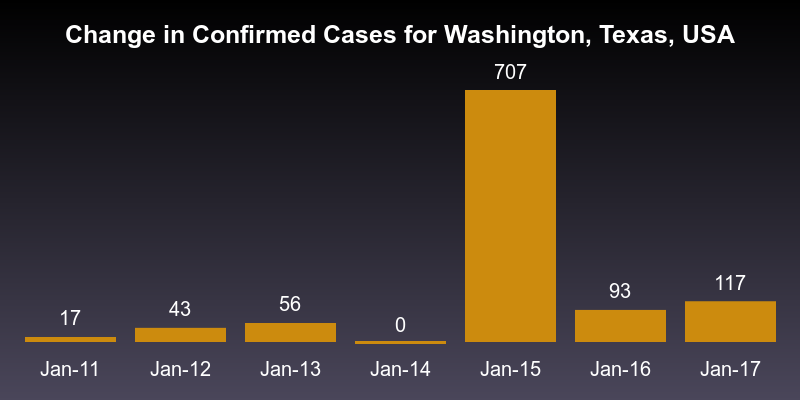 Change in Confirmed Cases for Washington, Texas, USA
707
17
43
56
0
93
117
Jan-11
Jan-12
Jan-13
Jan-14
Jan-15
Jan-16
Jan-17